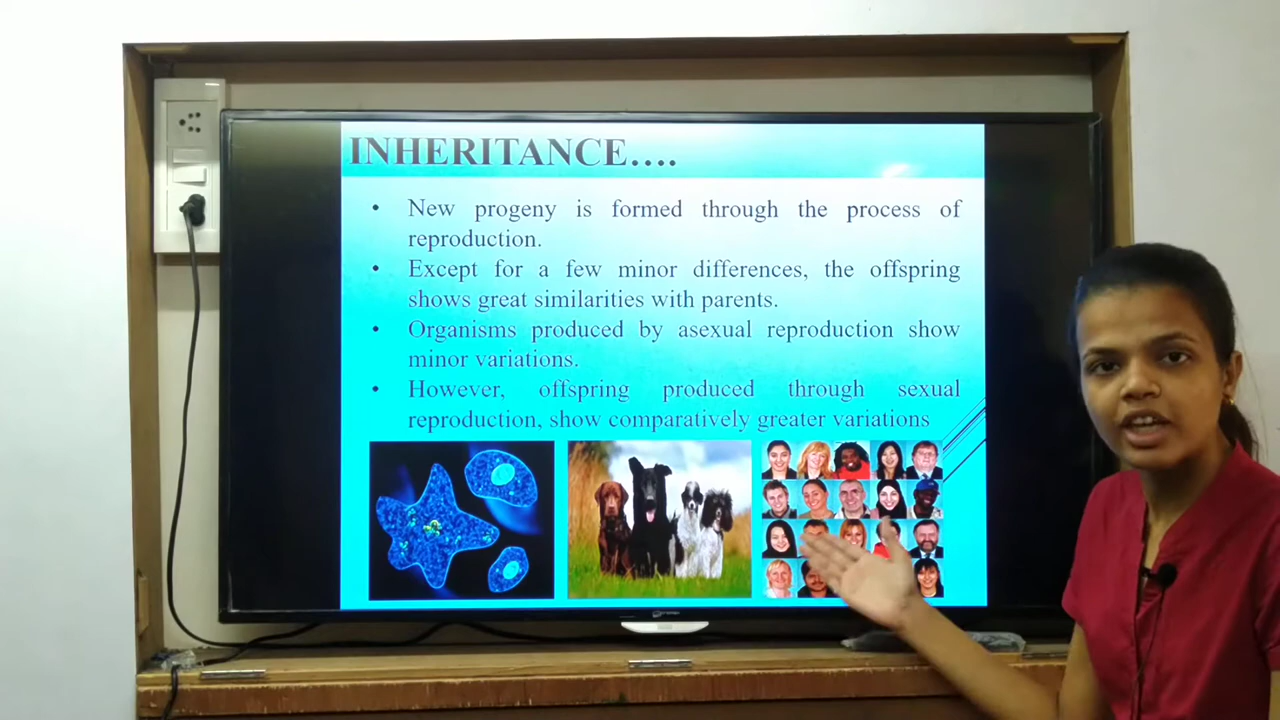 INHERITANCE....
• New progeny is formed through the process of
reproduction.
• Except for a few minor differences, the offspring
shows great similarities with parents.
• Organisms produced by asexual reproduction show
minor variations.
• However, offspring produced through sexual
reproduction, show comparatively greater variations